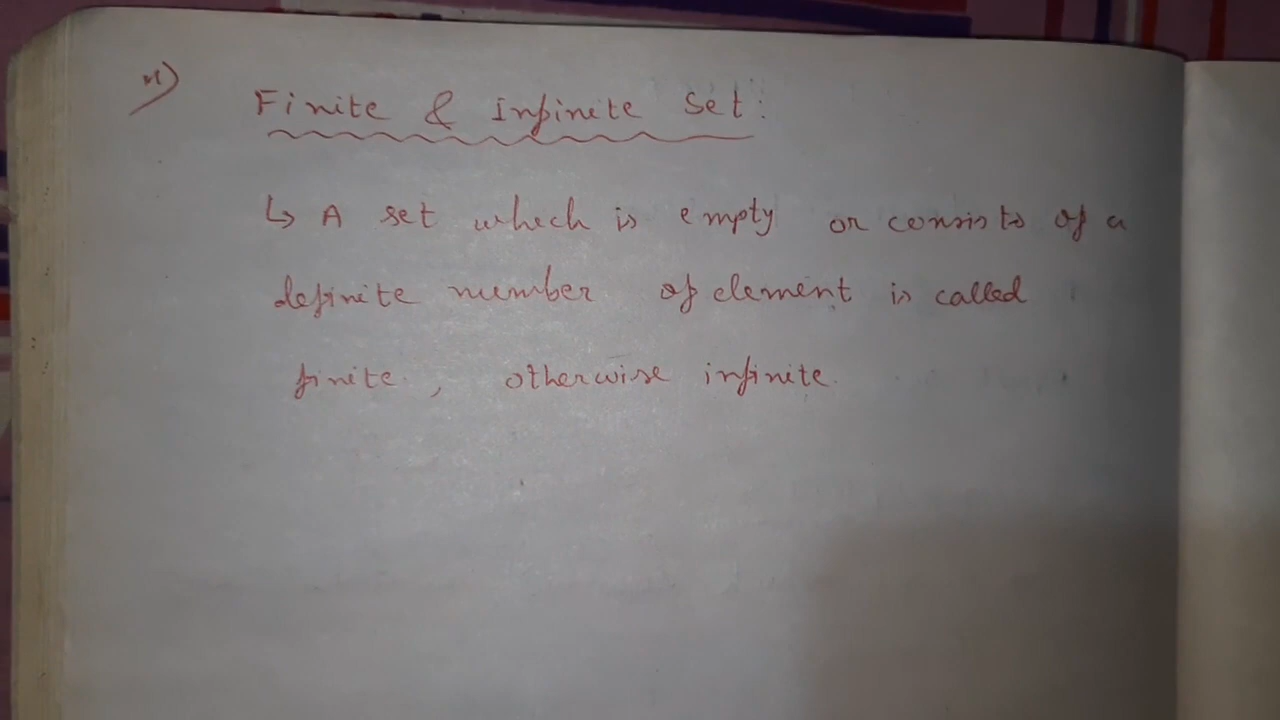 Finite & Infinite Set:
↳ A set which is empty or consists of a
definite number of element is called
finite, otherwise infinite.